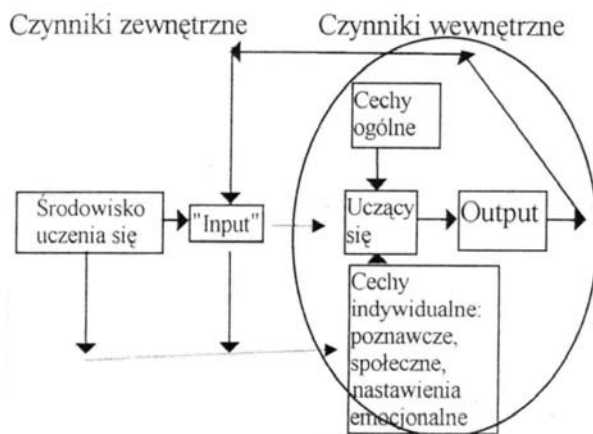 Czynniki zewnętrzne
Czynniki wewnętrzne
Cechy
ogólne
Środowisko
uczenia się
"Input"
Uczący
się
Output
Cechy
indywidualne:
poznawcze,
społeczne,
nastawienia
emocjonalne